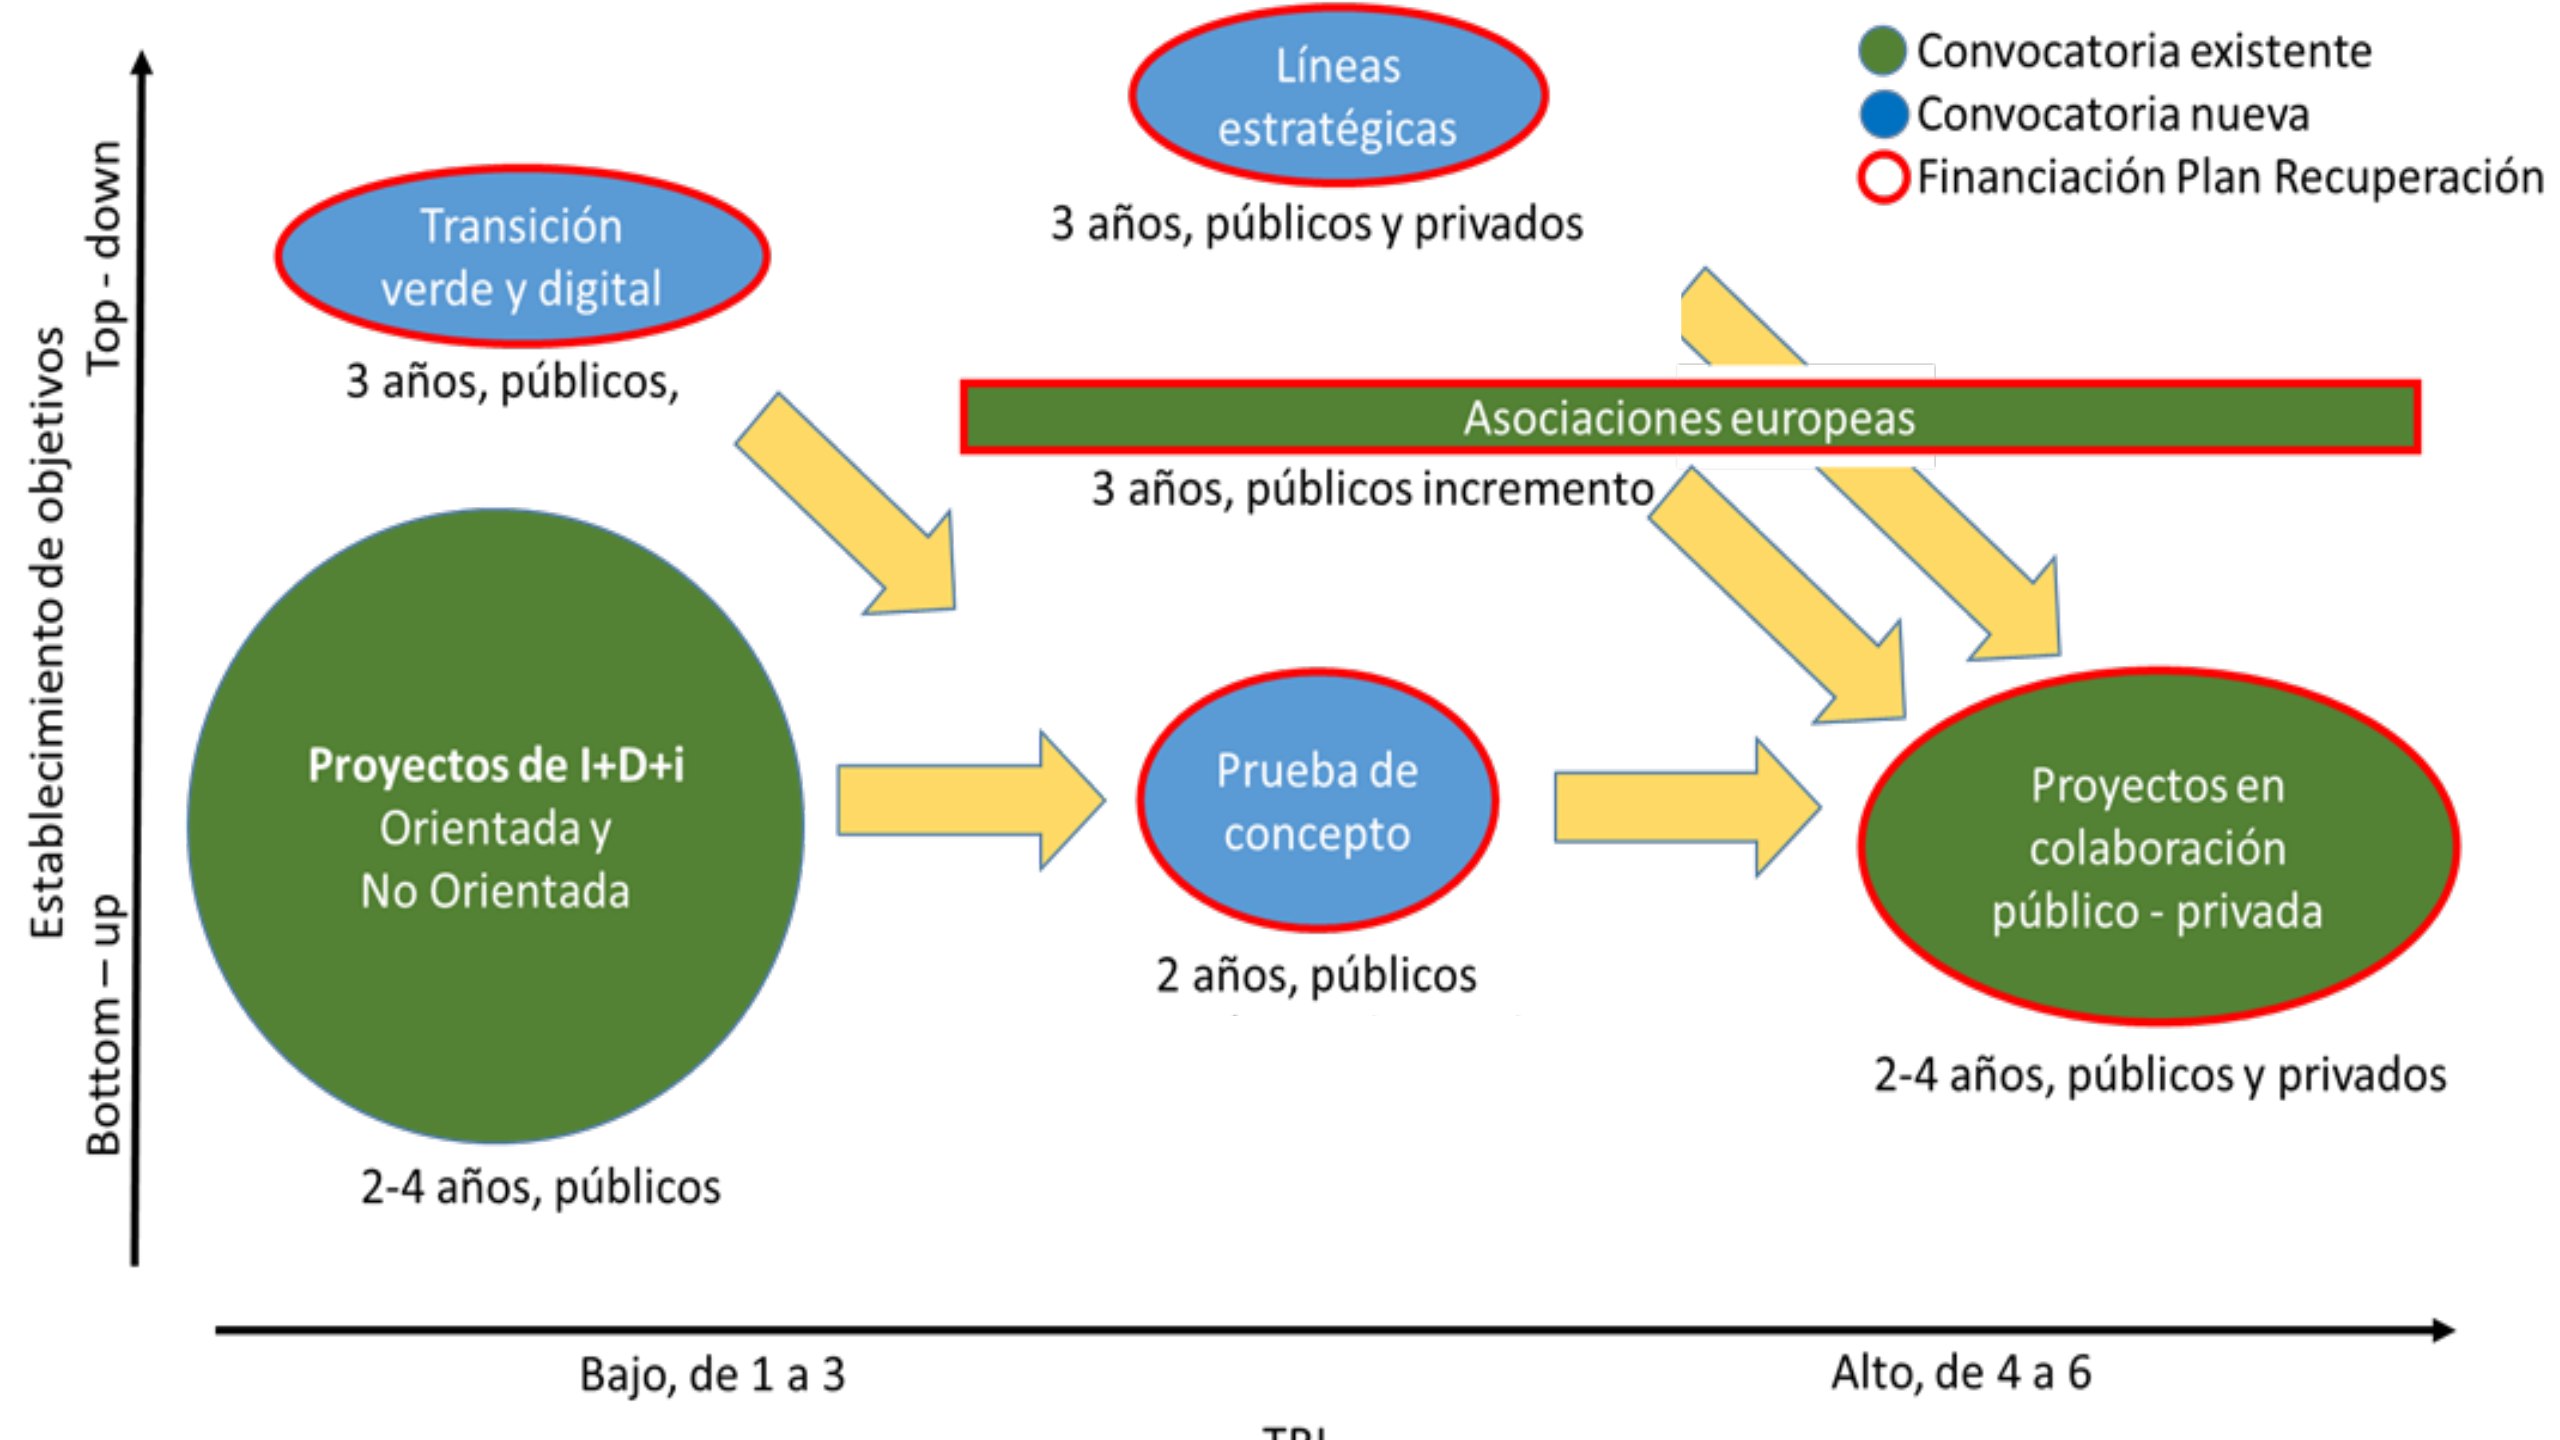 Líneas
estratégicas
3 años, públicos y privados
Convocatoria existente
Convocatoria nueva
Financiación Plan Recuperación
Establecimiento de objetivos
Top - down
Bottom – up
Transición
verde y digital
3 años, públicos,
Asociaciones europeas
3 años, públicos incremento
Proyectos de I+D+i
Orientada y
No Orientada
2-4 años, públicos
Prueba de
concepto
2 años, públicos
Proyectos en
colaboración
público - privada
2-4 años, públicos y privados
Bajo, de 1 a 3
Alto, de 4 a 6